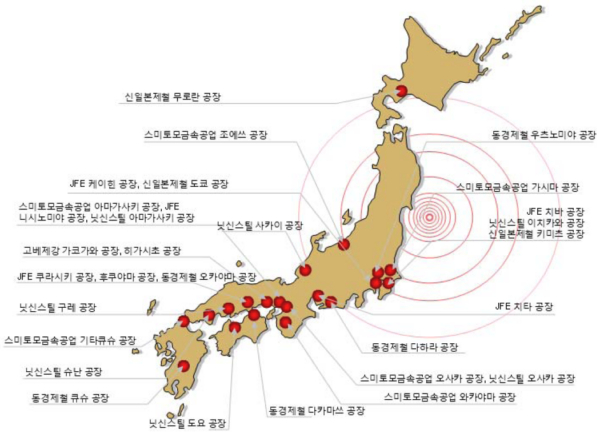 신일본제철 무로란 공장
스미토모금속공업 조에쓰 공장
동경제철 우츠노미야 공장
JFE 케이힌 공장, 신일본제철 도쿄 공장
스미토모금속공업 가시마 공장
스미토모금속공업 아마가사키 공장, JFE
니시노미야 공장, 닛신스틸 아마가사키 공장
닛신스틸 사카이 공장
JFE 치바 공장
닛신스틸 이치카와 공장
신일본제철 키미츠 공장
고베제강 가코가와 공장, 히가시초 공장
JFE 쿠라시키 공장, 후쿠야마 공장, 동경제철 오카야마 공장
닛신스틸 구레 공장
JFE 치타 공장
스미토모금속공업 기타큐슈 공장
동경제철 다하라 공장
닛신스틸 슈난 공장
스미토모금속공업 오사카 공장, 닛신스틸 오사카 공장
동경제철 큐슈 공장
스미토모금속공업 와카야마 공장
동경제철 다카마쓰 공장
닛신스틸 도요 공장